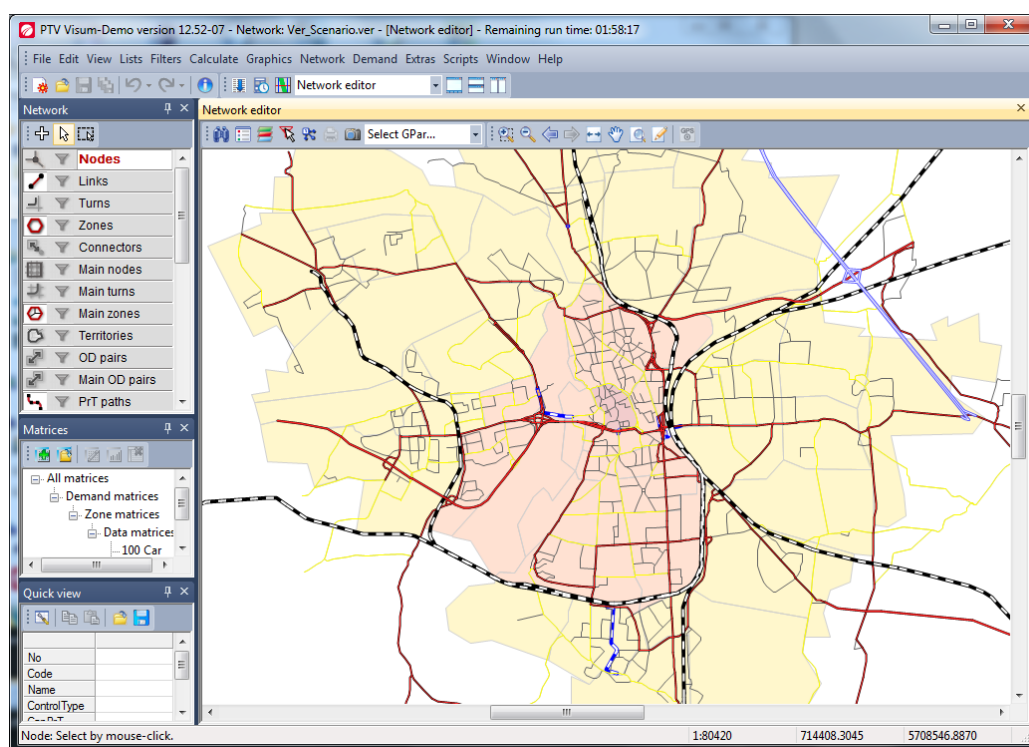 PTV Visum-Demo version 12.52-07 - Network: Ver_Scenario.ver - [Network editor] - Remaining run time: 01:58:17
File Edit View Lists Filters Calculate Graphics Network Demand Extras Scripts Window Help
Network editor
Network
Nodes
Links
Turns
Zones
Connectors
Main nodes
Main turns
Main zones
Territories
OD pairs
Main OD pairs
PrT paths
Matrices
All matrices
Demand matrices
Zone matrices
Data matrices
100 Car
Quick view
No
Code
Name
ControlType
Network editor
Select GPar...
Node: Select by mouse-click.
1:80420
714408.3045
5708546.8870